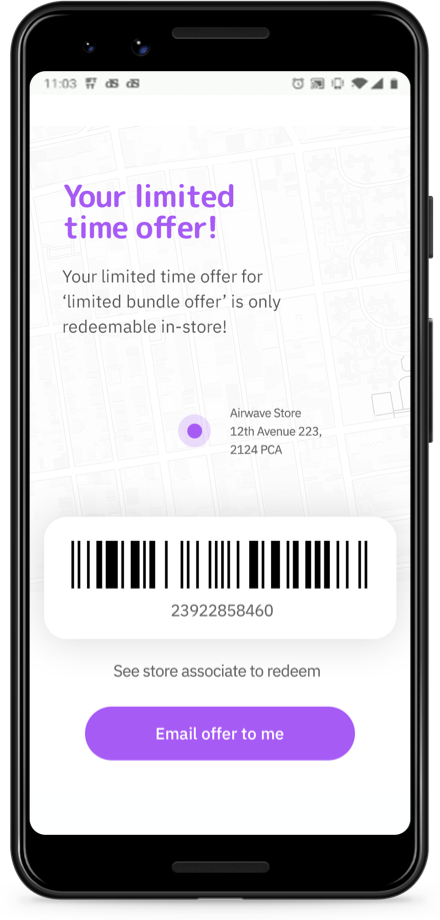 11:03
Your limited
time offer!
Your limited time offer for
‘limited bundle offer’ is only
redeemable in-store!
Airwave Store
12th Avenue 223,
2124 PCA
23922858460
See store associate to redeem
Email offer to me